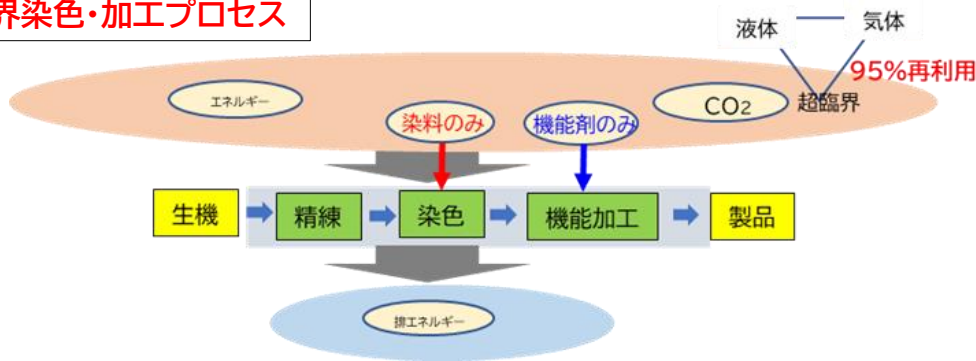 界染色・加工プロセス
液体
気体
95%再利用
エネルギー
CO2
超臨界
染料のみ
機能剤のみ
生機
精練
染色
機能加工
製品
排エネルギー